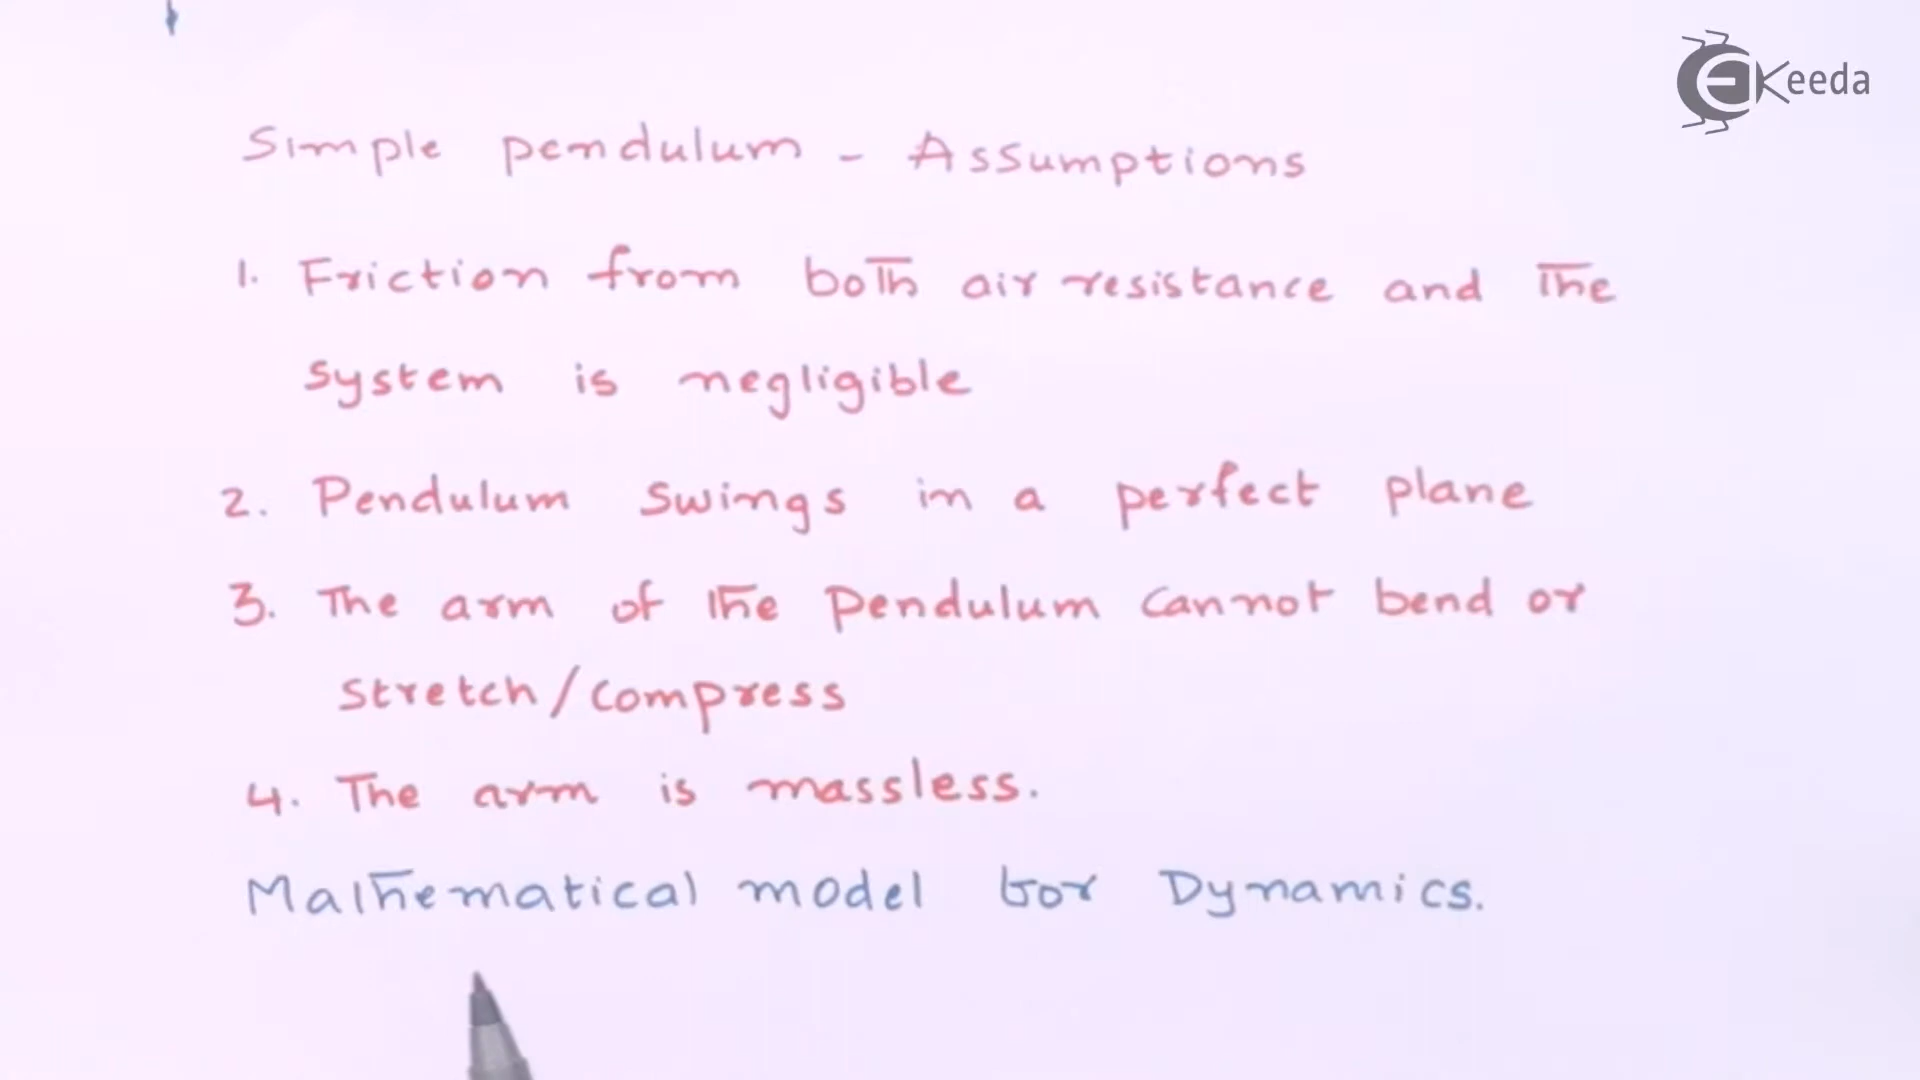 EKeeda
Simple pendulum - Assumptions
1. Friction from both air resistance and the
system is negligible
2. Pendulum swings in a perfect plane
3. The arm of the pendulum cannot bend or
stretch/compress
4. The arm is massless.
Mathematical model for Dynamics.